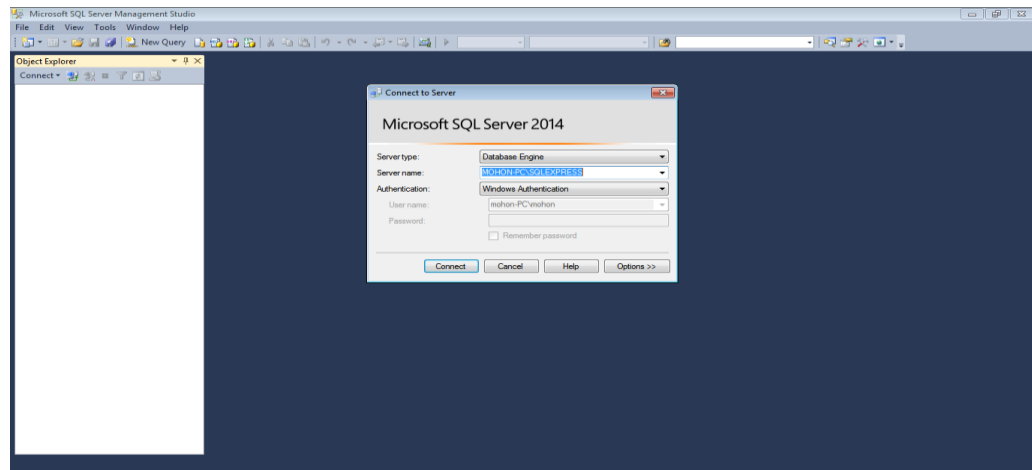 Microsoft SQL Server Management Studio
File Edit View Tools Window Help
New Query
Object Explorer
Connect
Connect to Server
Microsoft SQL Server 2014
Server type: Database Engine
Server name: MOHON-PC\SQLEXPRESS
Authentication: Windows Authentication
User name: mohon-PC\mohon
Password:
Remember password
Connect Cancel Help Options >>